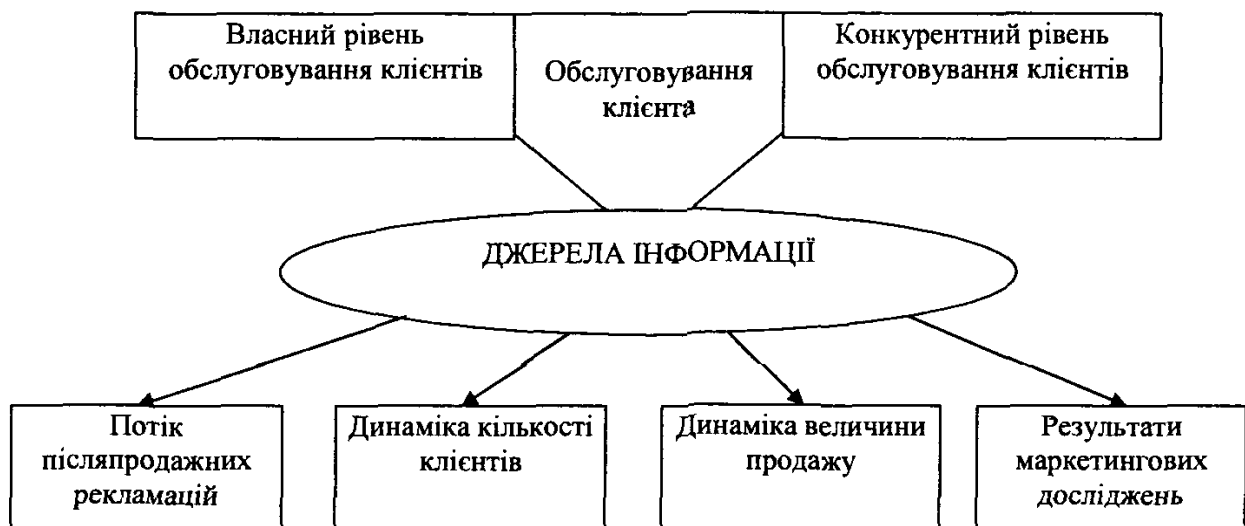 Власний рівень
обслуговування клієнтів
Обслуговування
клієнта
Конкурентний рівень
обслуговування клієнтів
ДЖЕРЕЛА ІНФОРМАЦІЇ
Потік
післяпродажних
рекламацій
Динаміка кількості
клієнтів
Динаміка величини
продажу
Результати
маркетингових
досліджень